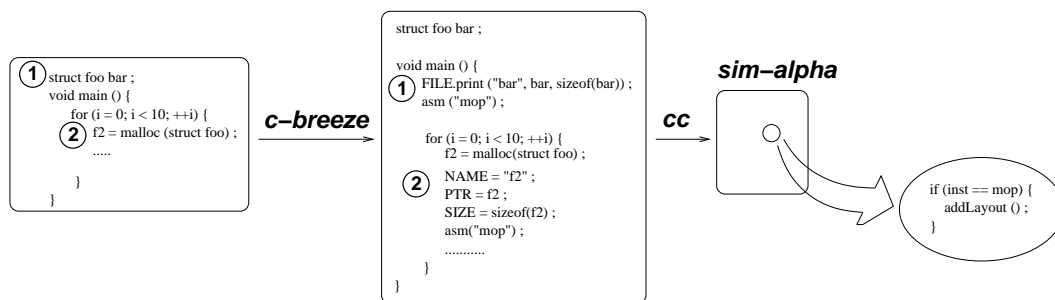 1
struct foo bar ;
void main () {
for (i = 0; i < 10; ++i) {
2
f2 = malloc (struct foo) ;
.....
}
}
c−breeze
struct foo bar ;
void main () {
1
FILE.print ("bar", bar, sizeof(bar)) ;
asm ("mop") ;
for (i = 0; i < 10; ++i) {
f2 = malloc(struct foo) ;
2
NAME = "f2" ;
PTR = f2 ;
SIZE = sizeof(f2) ;
asm("mop") ;
...........
}
}
cc
sim−alpha
if (inst == mop) {
addLayout () ;
}